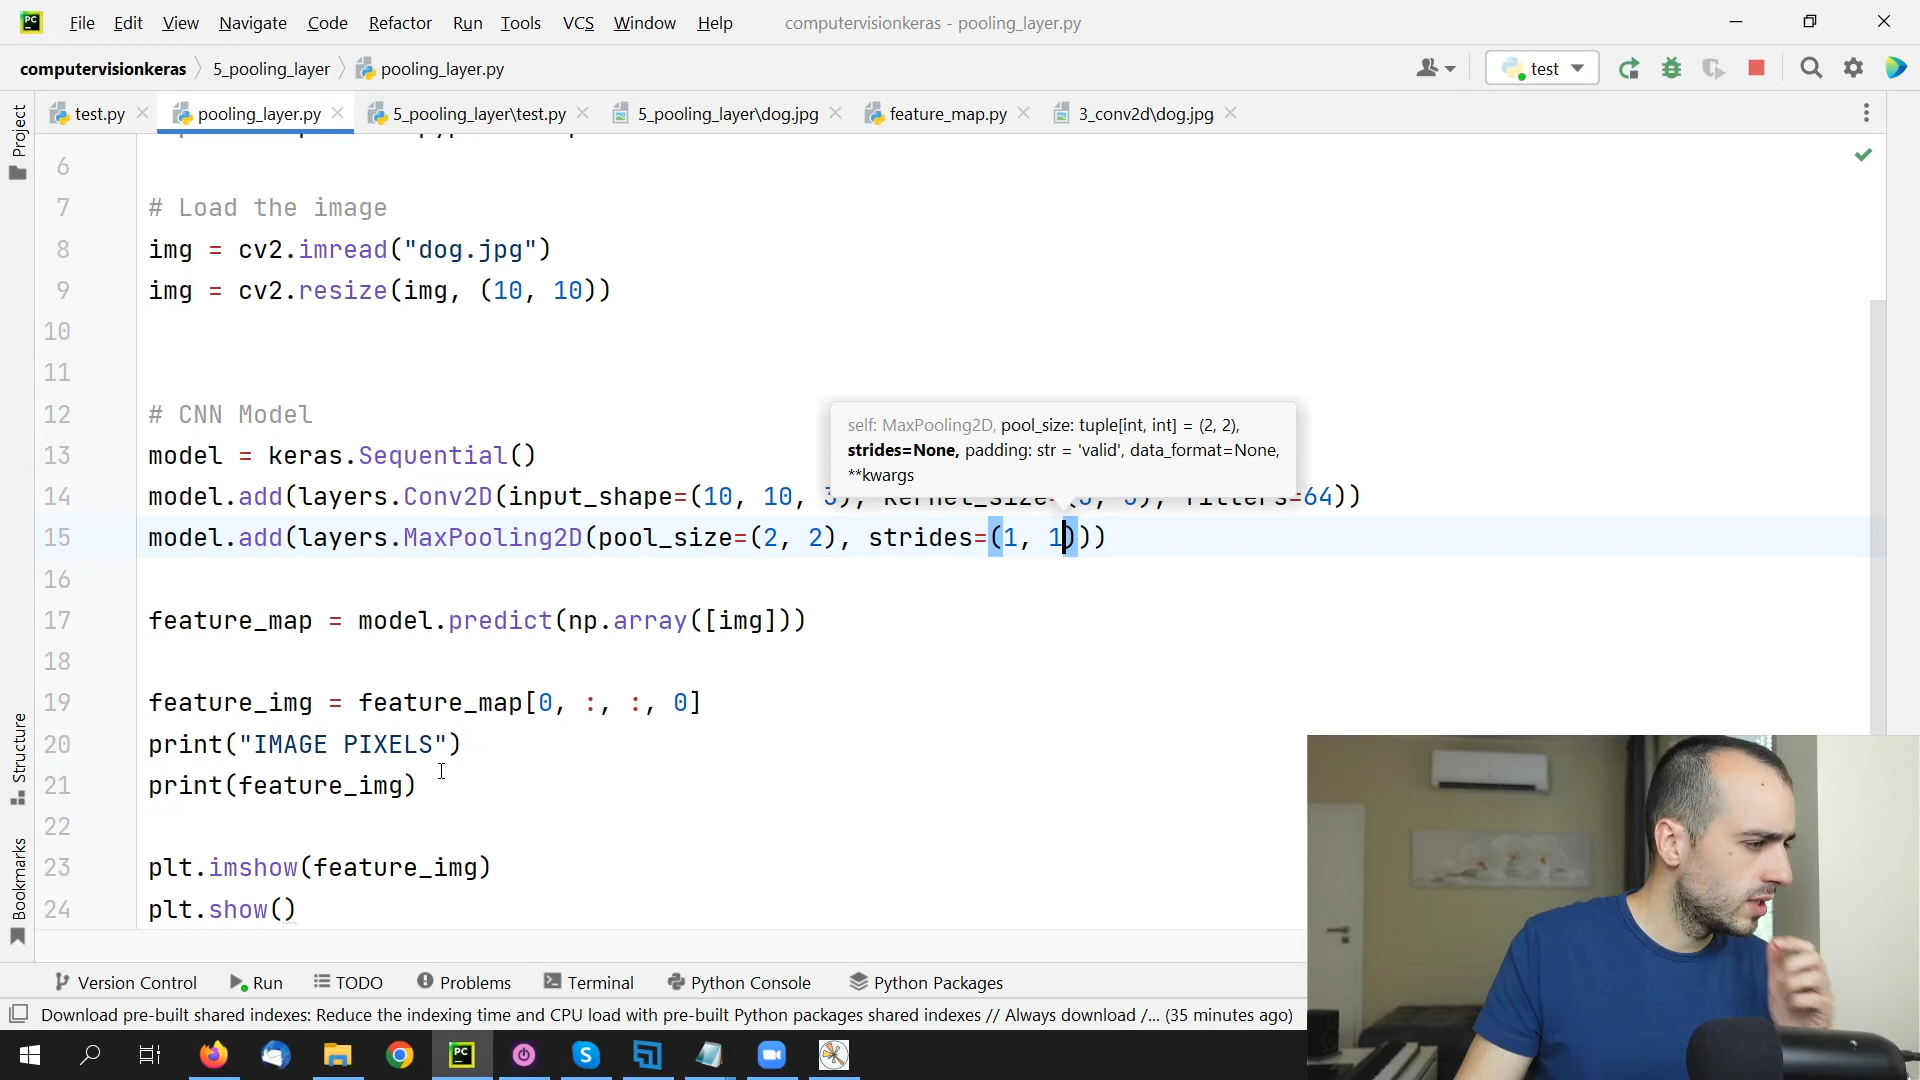 PC File Edit View Navigate Code Refactor Run Tools VCS Window Help computervisionkeras - pooling_layer.py
computervisionkeras 5_pooling_layer pooling_layer.py test
test.py pooling_layer.py 5_pooling_layer\test.py 5_pooling_layer\dog.jpg feature_map.py 3_conv2d\dog.jpg
Project
6
7 # Load the image
8 img = cv2.imread("dog.jpg")
9 img = cv2.resize(img, (10, 10))
10
11
12 # CNN Model
self: MaxPooling2D, pool_size: tuple[int, int] = (2, 2),
strides=None, padding: str = 'valid', data_format=None,
**kwargs
13 model = keras.Sequential()
14 model.add(layers.Conv2D(input_shape=(10, 10, 3), kernel_size=(3, 3), filters=64))
15 model.add(layers.MaxPooling2D(pool_size=(2, 2), strides=(1, 1)))
16
17 feature_map = model.predict(np.array([img]))
18
19 feature_img = feature_map[0, :, :, 0]
20 print("IMAGE PIXELS")
21 print(feature_img)
22
23 plt.imshow(feature_img)
24 plt.show()
Structure
Bookmarks
Version Control Run TODO Problems Terminal Python Console Python Packages
Download pre-built shared indexes: Reduce the indexing time and CPU load with pre-built Python packages shared indexes // Always download /... (35 minutes ago)
PC